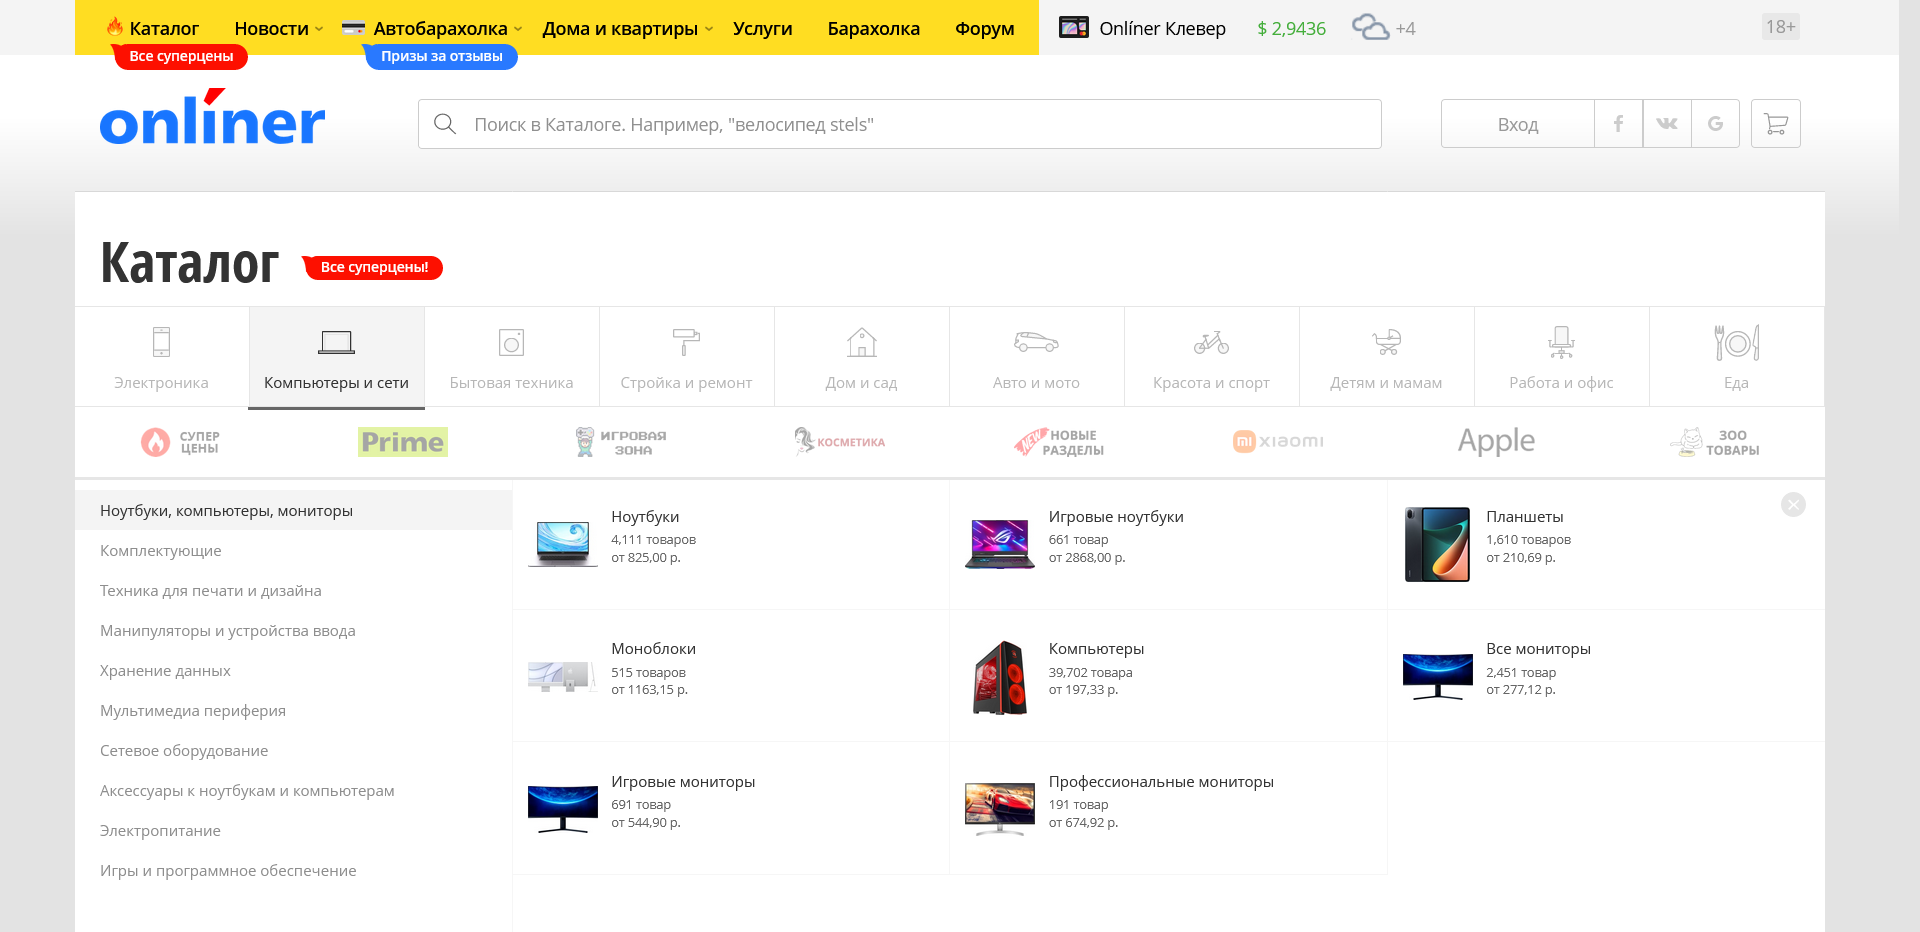 Каталог
Новости
Автобарахолка
Дома и квартиры
Услуги
Барахолка
Форум
Onlíner Клевер
$ 2,9436
+4
18+
Все суперцены
Призы за отзывы
onlíner
Поиск в Каталоге. Например, "велосипед stels"
Вход
Каталог
Все суперцены!
Электроника
Компьютеры и сети
Бытовая техника
Стройка и ремонт
Дом и сад
Авто и мото
Красота и спорт
Детям и мамам
Работа и офис
Еда
СУПЕР
ЦЕНЫ
Prime
ИГРОВАЯ
ЗОНА
КОСМЕТИКА
NEW НОВЫЕ
РАЗДЕЛЫ
mi xiaomi
Apple
ЗОО
ТОВАРЫ
Ноутбуки, компьютеры, мониторы
Комплектующие
Техника для печати и дизайна
Манипуляторы и устройства ввода
Хранение данных
Мультимедиа периферия
Сетевое оборудование
Аксессуары к ноутбукам и компьютерам
Электропитание
Игры и программное обеспечение
Ноутбуки
4,111 товаров
от 825,00 р.
Игровые ноутбуки
661 товар
от 2868,00 р.
Планшеты
1,610 товаров
от 210,69 р.
Моноблоки
515 товаров
от 1163,15 р.
Компьютеры
39,702 товара
от 197,33 р.
Все мониторы
2,451 товар
от 277,12 р.
Игровые мониторы
691 товар
от 544,90 р.
Профессиональные мониторы
191 товар
от 674,92 р.